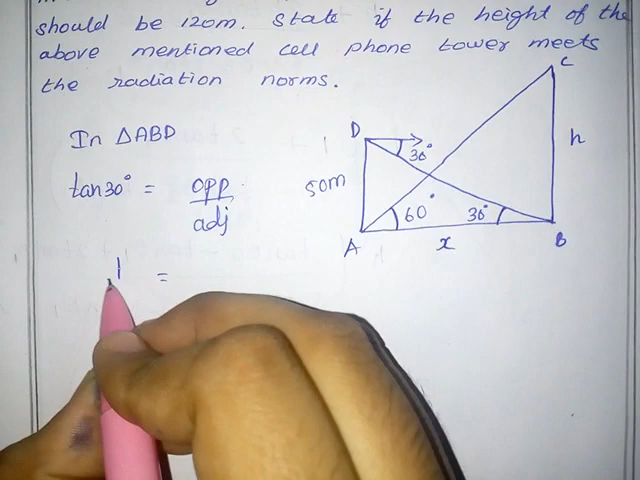 should be 120m. State if the height of the
above mentioned cell phone tower meets
the radiation norms.
In △ABD
tan30° = opp/adj
1 =
D
30°
50m
60°
30°
A
x
B
h
C